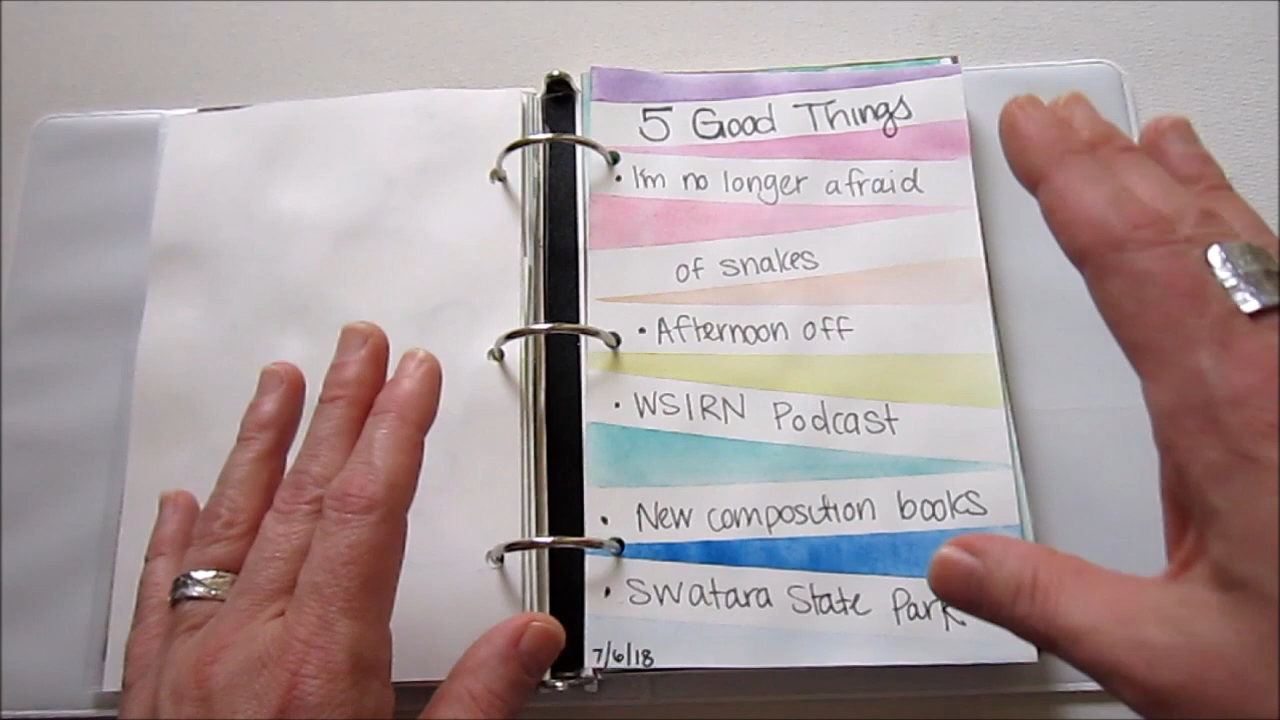 5 Good Things
• I'm no longer afraid
of snakes
• Afternoon off
• WSIRN Podcast
• New composition books
• Swatara State Park
7/6/18